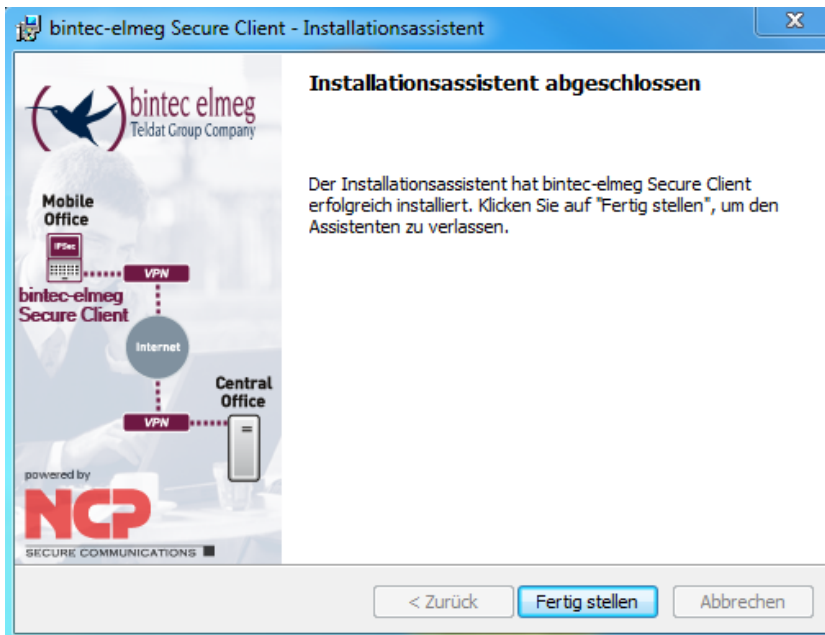 bintec-elmeg Secure Client - Installationsassistent
bintec elmeg
Teldat Group Company
Mobile
Office
IPSec
VPN
bintec-elmeg
Secure Client
Internet
Central
Office
VPN
powered by
NCP
SECURE COMMUNICATIONS
Installationsassistent abgeschlossen
Der Installationsassistent hat bintec-elmeg Secure Client
erfolgreich installiert. Klicken Sie auf "Fertig stellen", um den
Assistenten zu verlassen.
< Zurück
Fertig stellen
Abbrechen